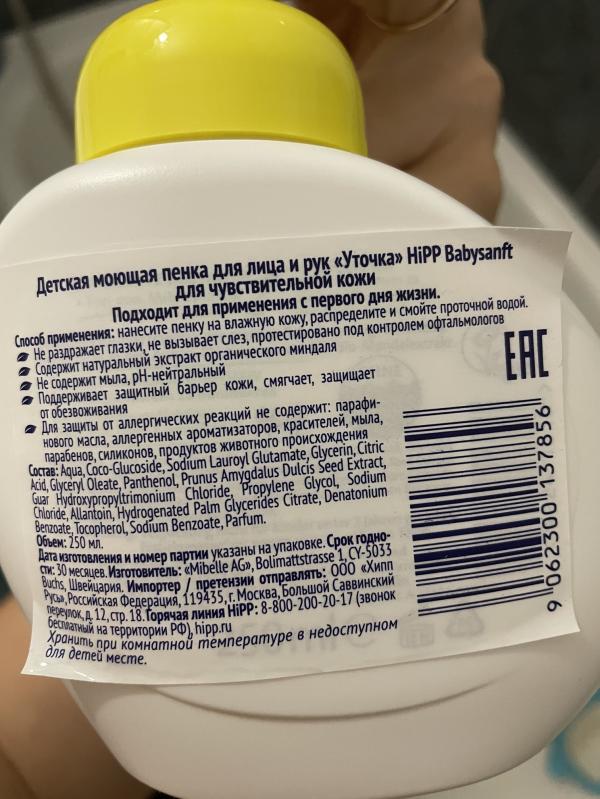 Детская моющая пенка для лица и рук «Уточка» HiPP Babysanft
для чувствительной кожи
Подходит для применения с первого дня жизни.
Способ применения: нанесите пенку на влажную кожу, распределите и смойте проточной водой.
Не раздражает глазки, не вызывает слез, протестировано под контролем офтальмологов
Содержит натуральный экстракт органического миндаля
Не содержит мыла, pH-нейтральный
Поддерживает защитный барьер кожи, смягчает, защищает
от обезвоживания
Для защиты от аллергических реакций не содержит: парафи-
нового масла, аллергенных ароматизаторов, красителей, мыла,
парабенов, силиконов, продуктов животного происхождения
Состав: Aqua, Coco-Glucoside, Sodium Lauroyl Glutamate, Glycerin, Citric
Acid, Glyceryl Oleate, Panthenol, Prunus Amygdalus Dulcis Seed Extract,
Guar Hydroxypropyltrimonium Chloride, Propylene Glycol, Sodium
Chloride, Allantoin, Hydrogenated Palm Glycerides Citrate, Denatonium
Benzoate, Tocopherol, Sodium Benzoate, Parfum.
Объем: 250 мл.
Дата изготовления и номер партии указаны на упаковке. Срок годно-
сти: 30 месяцев. Изготовитель: «Mibelle AG», Bolimattstrasse 1, CY-5033
Buchs, Швейцария. Импортер / претензии отправлять: ООО «Хипп
Русь», Российская Федерация, 119435, г. Москва, Большой Саввинский
переулок, д. 12, стр. 18. Горячая линия HiPP: 8-800-200-20-17 (звонок
бесплатный на территории РФ), hipp.ru
Хранить при комнатной температуре в недоступном
для детей месте.
EAC
9 062300 137856